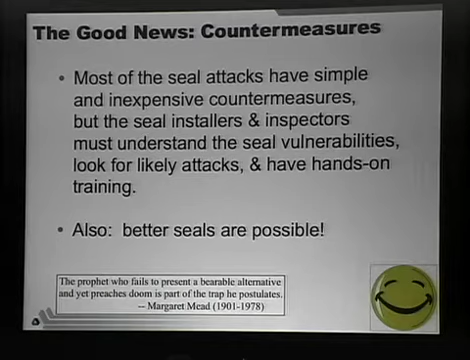 The Good News: Countermeasures
• Most of the seal attacks have simple
and inexpensive countermeasures,
but the seal installers & inspectors
must understand the seal vulnerabilities,
look for likely attacks, & have hands-on
training.
• Also: better seals are possible!
The prophet who fails to present a bearable alternative
and yet preaches doom is part of the trap he postulates.
-- Margaret Mead (1901-1978)